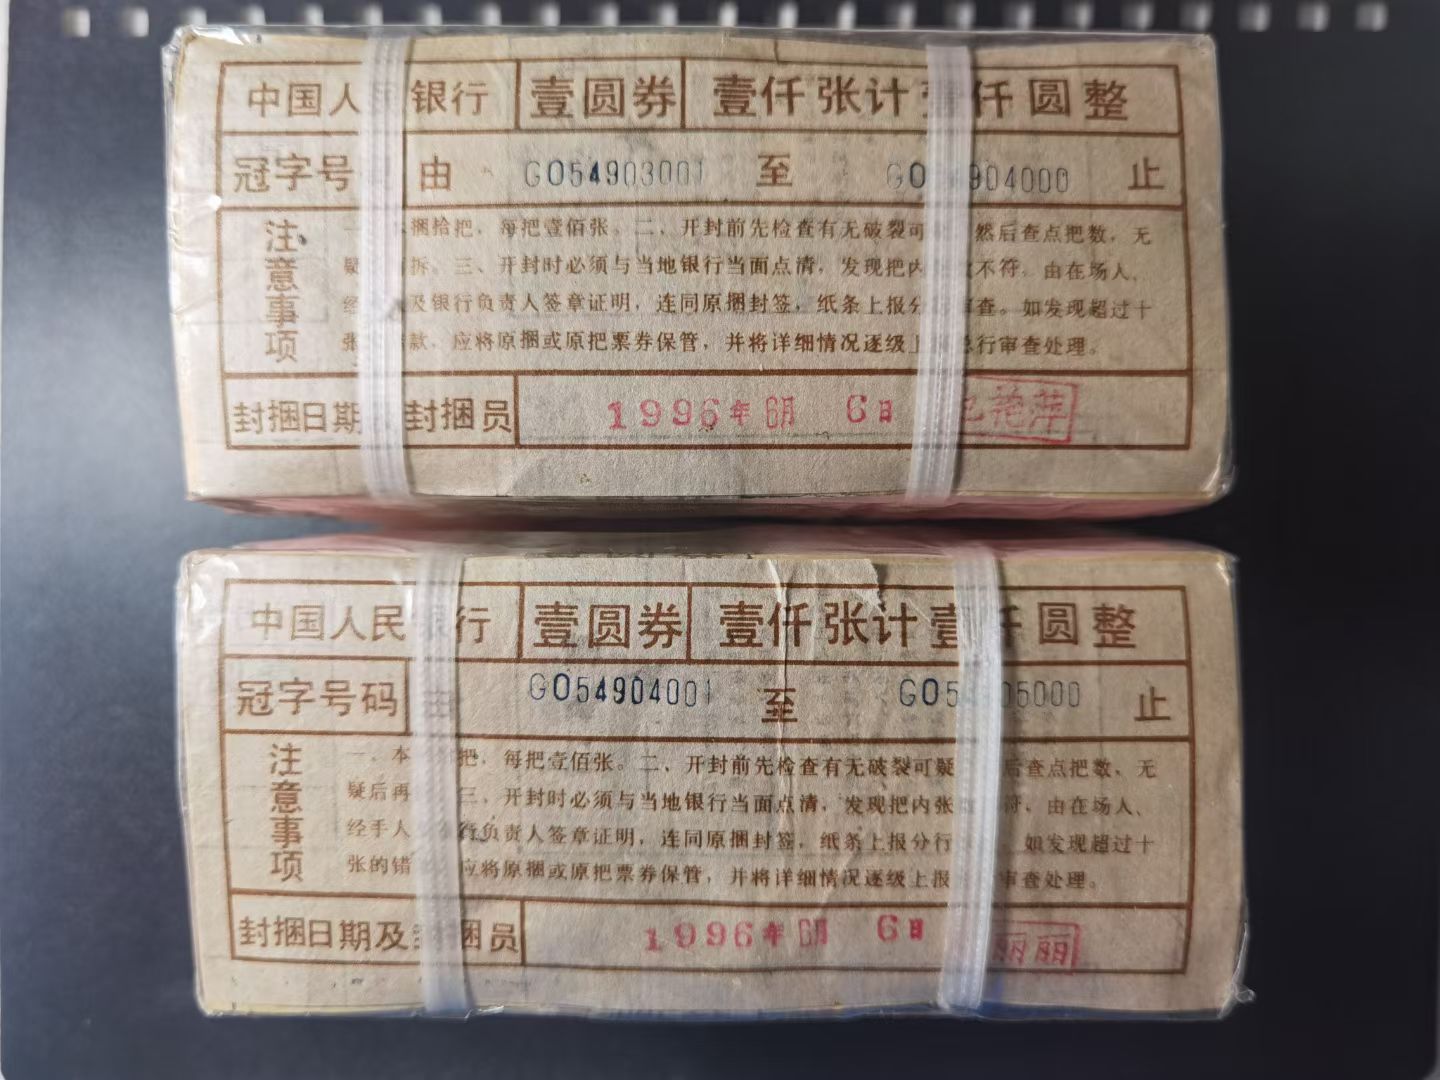 中国人 银行 壹圆券 壹仟张计 仟圆整
冠字号 由 GO54903001 至 GO 904000 止
注意事项
一 捆拾把，每把壹佰张。二、开封前先检查有无破裂可 然后查点把数，无
疑 拆。三、开封时必须与当地银行当面点清，发现把内 不符，由在场人、
经 及银行负责人签章证明，连同原捆封签，纸条上报分 审查。如发现超过十
张 款，应将原捆或原把票券保管，并将详细情况逐级上 总行审查处理。
封捆日期 封捆员 1996年6月 6日 艳萍
中国人民 行 壹圆券 壹仟张计壹仟圆整
冠字号码 由 GO54904001 至 GO5 05000 止
注意事项
一、本 把，每把壹佰张。二、开封前先检查有无破裂可疑 后查点把数，无
疑后再 三、开封时必须与当地银行当面点清，发现把内张 符，由在场人、
经手人 行负责人签章证明，连同原捆封签，纸条上报分行 如发现超过十
张的错 应将原捆或原把票券保管，并将详细情况逐级上报 审查处理。
封捆日期及 捆员 1996年6月 6日 丽丽